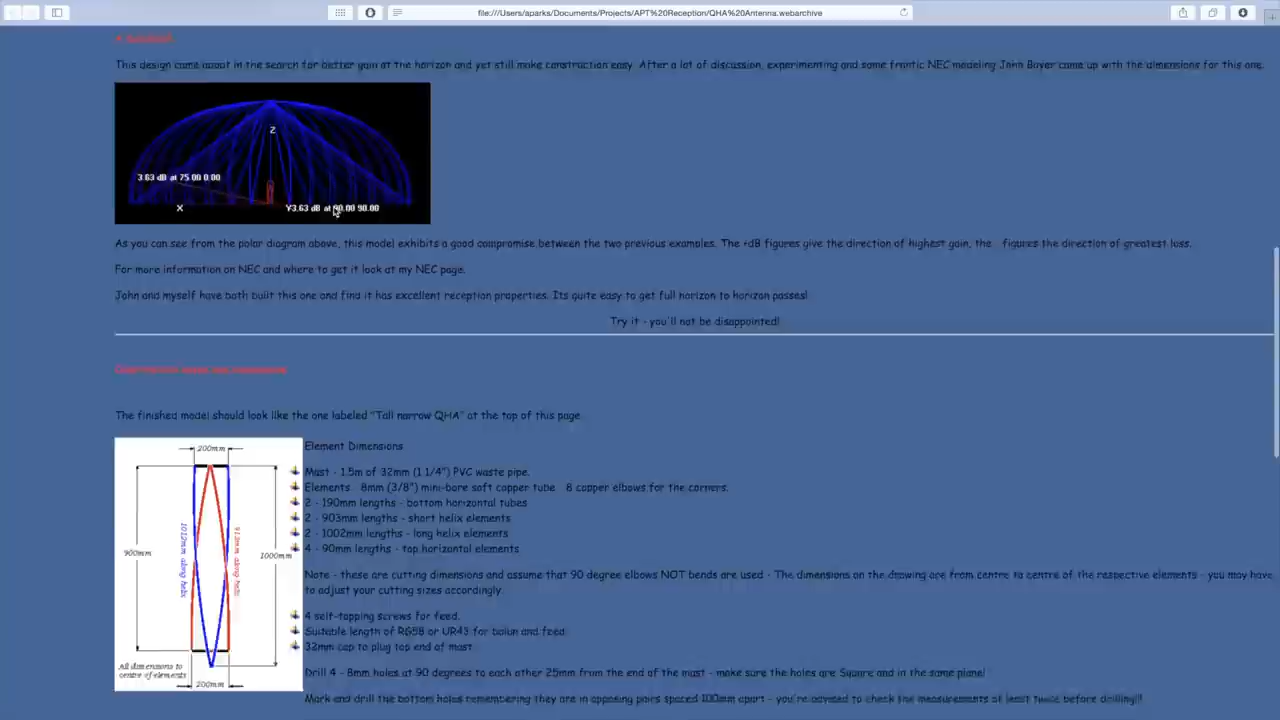 file:///Users/aparks/Documents/Projects/APT%20Reception/QHA%20Antenna.webarchive
This design came about in the search for better gain at the horizon and yet still make construction easy. After a lot of discussion, experimenting and some frantic NEC modeling John Boyer came up with the dimensions for this one.
Z
3.63 dB at 75.00 0.00
X
Y3.63 dB at 90.00 90.00
As you can see from the polar diagram above, this model exhibits a good compromise between the two previous examples. The +dB figures give the direction of highest gain, the - figures the direction of greatest loss.
For more information on NEC and where to get it look at my NEC page.
John and myself have both built this one and find it has excellent reception properties. Its quite easy to get full horizon to horizon passes!
Try it - you'll not be disappointed!
The finished model should look like the one labeled "Tall narrow QHA" at the top of this page.
200mm
900mm
1012mm along helix
913mm along helix
1000mm
All dimensions to
centre of elements
200mm
Element Dimensions
Mast - 1.5m of 32mm (1 1/4") PVC waste pipe.
Elements - 8mm (3/8") mini-bore soft copper tube - 8 copper elbows for the corners.
2 - 190mm lengths - bottom horizontal tubes
2 - 903mm lengths - short helix elements
2 - 1002mm lengths - long helix elements
4 - 90mm lengths - top horizontal elements
Note - these are cutting dimensions and assume that 90 degree elbows NOT bends are used - The dimensions on the drawing are from centre to centre of the respective elements - you may have
to adjust your cutting sizes accordingly.
4 self-tapping screws for feed.
Suitable length of RG58 or UR43 for balun and feed.
32mm cap to plug top end of mast.
Drill 4 - 8mm holes at 90 degrees to each other 25mm from the end of the mast - make sure the holes are Square and in the same plane!
Mark and drill the bottom holes remembering they are in opposing pairs spaced 100mm apart - you're advised to check the measurements at least twice before drilling!!!